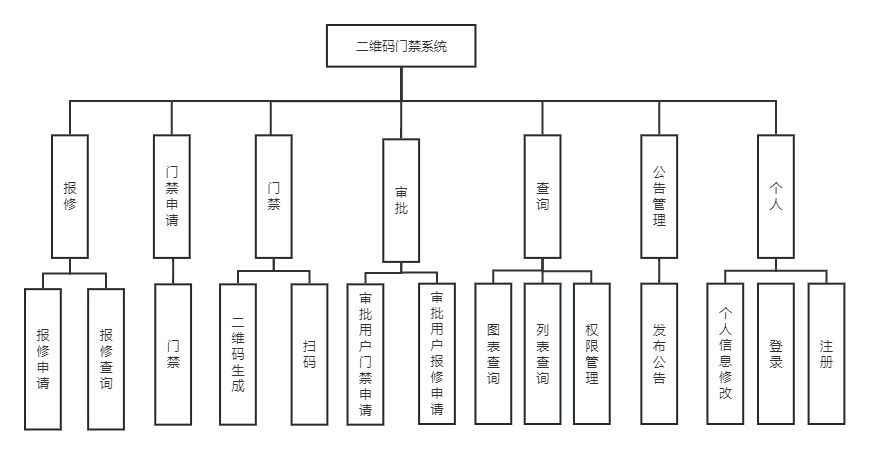 二维码门禁系统
报修
门禁申请
门禁
审批
查询
公告管理
个人
报修申请
报修查询
门禁
二维码生成
扫码
审批用户门禁申请
审批用户报修申请
图表查询
列表查询
权限管理
发布公告
个人信息修改
登录
注册